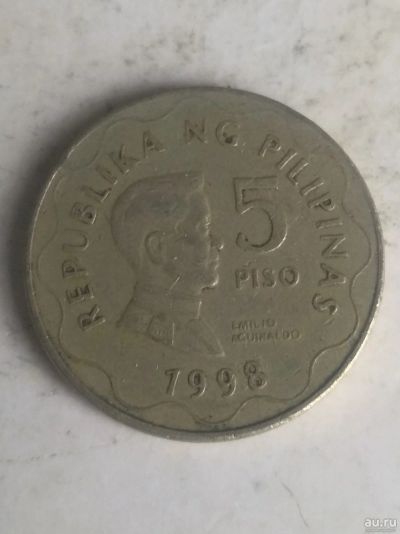 REPUBLIKA NG PILIPINAS
5
PISO
EMILIO
AGUINALDO
1998
au.ru